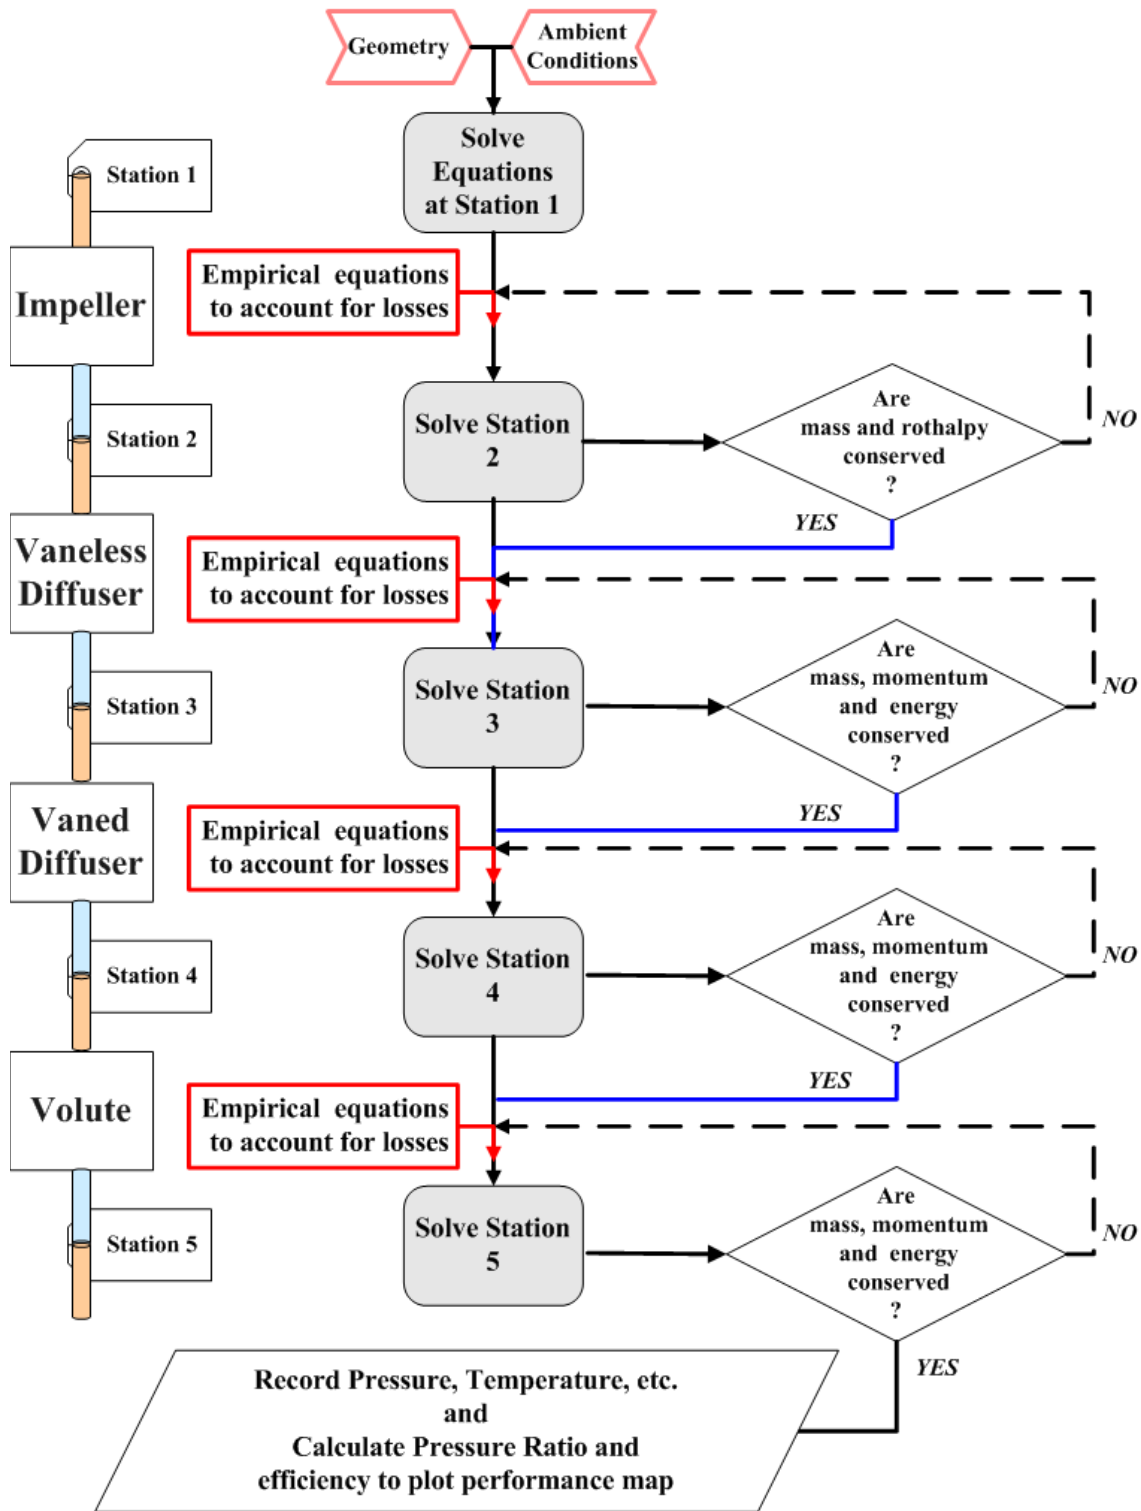 Geometry
Ambient
Conditions
Solve
Equations
at Station 1
Station 1
Impeller
Empirical equations
to account for losses
Station 2
Solve Station
2
Are
mass and rothalpy
conserved
?
NO
YES
Vaneless
Diffuser
Empirical equations
to account for losses
Station 3
Solve Station
3
Are
mass, momentum
and energy
conserved
?
NO
YES
Vaned
Diffuser
Empirical equations
to account for losses
Station 4
Solve Station
4
Are
mass, momentum
and energy
conserved
?
NO
YES
Volute
Empirical equations
to account for losses
Station 5
Solve Station
5
Are
mass, momentum
and energy
conserved
?
NO
YES
Record Pressure, Temperature, etc.
and
Calculate Pressure Ratio and
efficiency to plot performance map